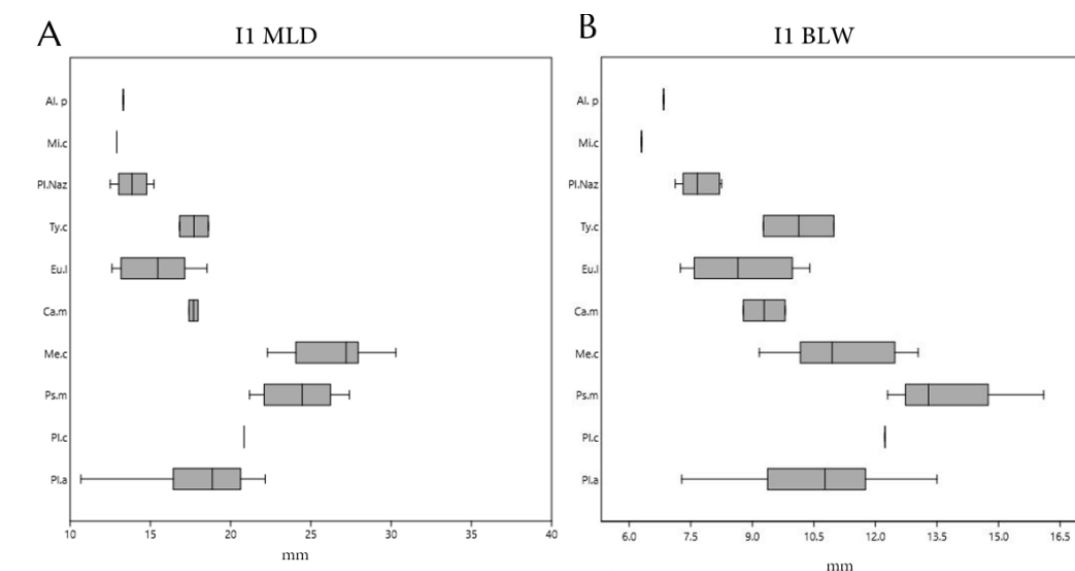 A
I1 MLD
Al. p
Mi.c
Pl.Naz
Ty.c
Eu.l
Ca.m
Me.c
Ps.m
Pl.c
Pl.a
10 15 20 25 30 35 40
mm
B
I1 BLW
Al. p
Mi.c
Pl.Naz
Ty.c
Eu.l
Ca.m
Me.c
Ps.m
Pl.c
Pl.a
6.0 7.5 9.0 10.5 12.0 13.5 15.0 16.5
mm